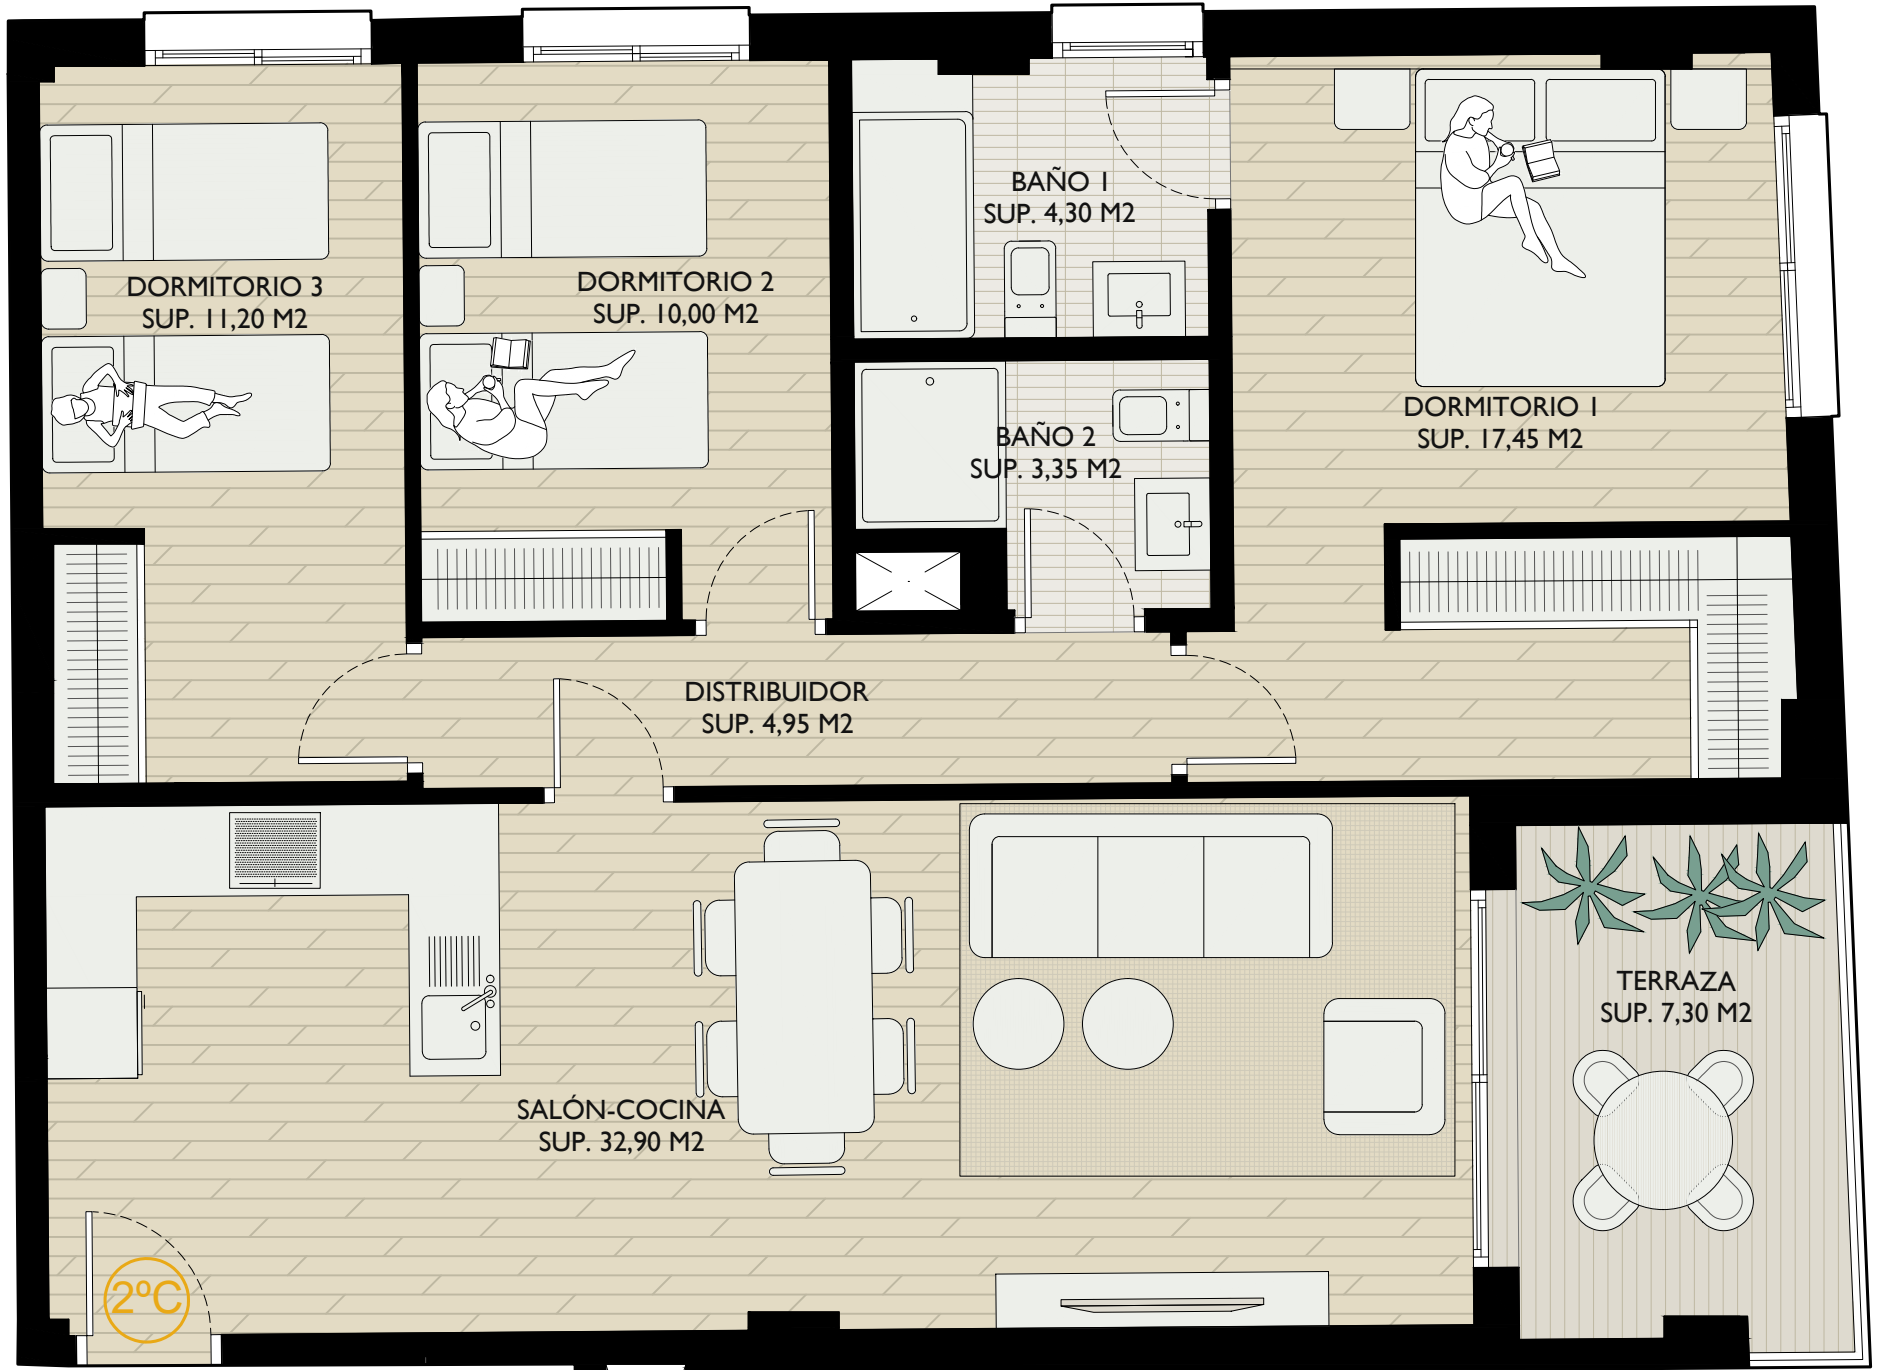 BAÑO 1
SUP. 4,30 M2
DORMITORIO 3
SUP. 11,20 M2
DORMITORIO 2
SUP. 10,00 M2
DORMITORIO 1
SUP. 17,45 M2
BAÑO 2
SUP. 3,35 M2
DISTRIBUIDOR
SUP. 4,95 M2
TERRAZA
SUP. 7,30 M2
SALÓN-COCINA
SUP. 32,90 M2
2ºC